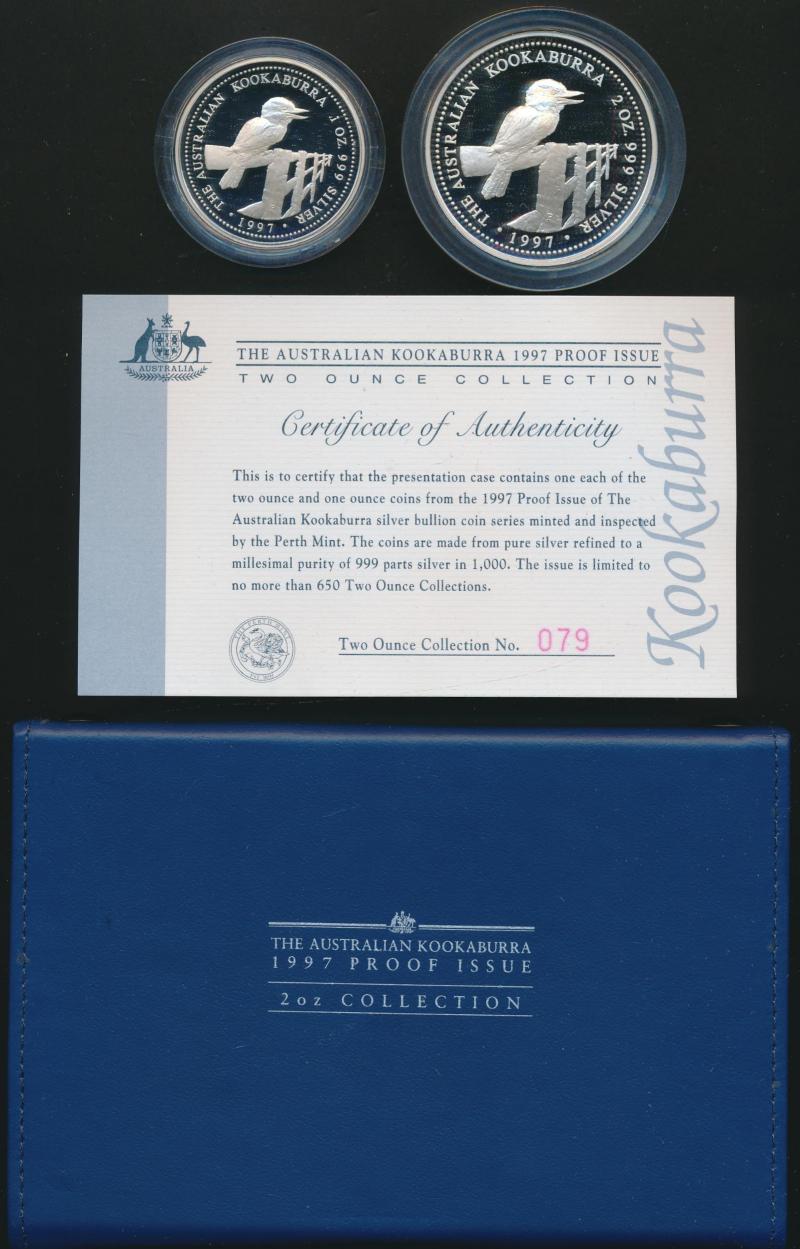 THE AUSTRALIAN KOOKABURRA 1 OZ. 999 SILVER
• 1997 •
THE AUSTRALIAN KOOKABURRA 2 OZ. 999 SILVER
• 1997 •
AUSTRALIA
THE AUSTRALIAN KOOKABURRA 1997 PROOF ISSUE
TWO OUNCE COLLECTION
Certificate of Authenticity
This is to certify that the presentation case contains one each of the
two ounce and one ounce coins from the 1997 Proof Issue of The
Australian Kookaburra silver bullion coin series minted and inspected
by the Perth Mint. The coins are made from pure silver refined to a
millesimal purity of 999 parts silver in 1,000. The issue is limited to
no more than 650 Two Ounce Collections.
THE PERTH MINT
Two Ounce Collection No. 079
Kookaburra
THE AUSTRALIAN KOOKABURRA
1997 PROOF ISSUE
2oz COLLECTION